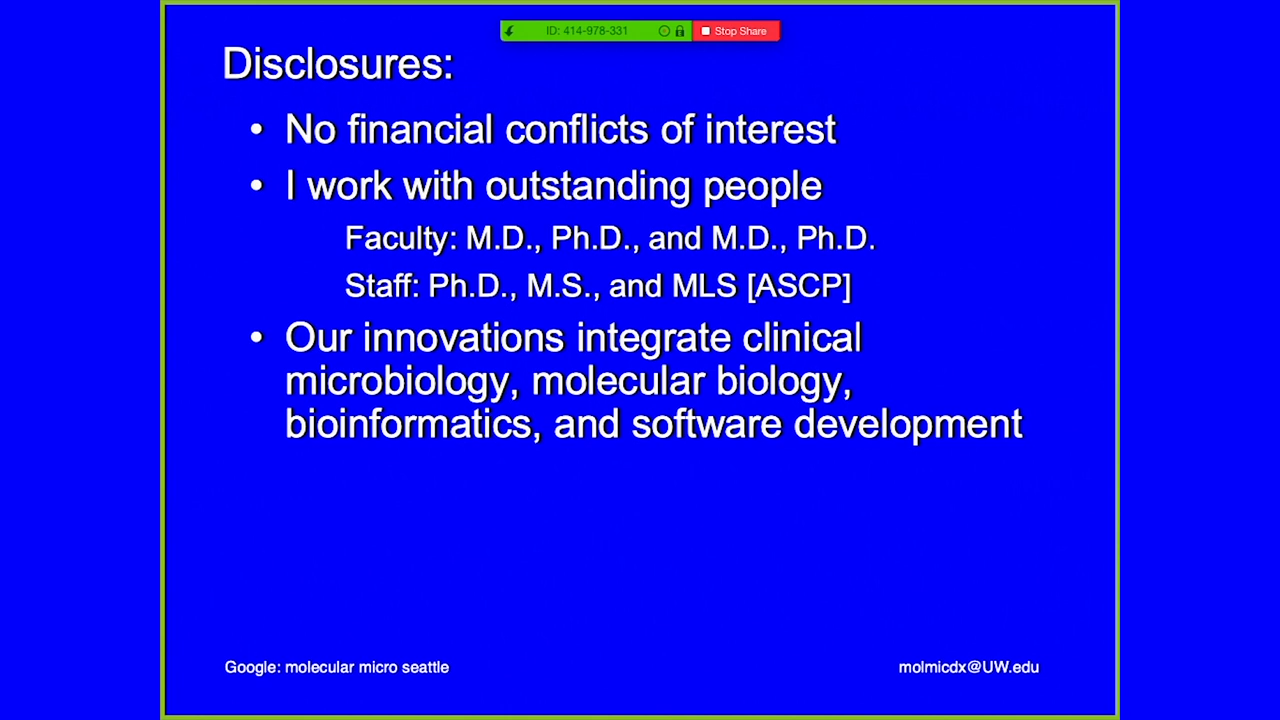 ID: 414-978-331 Stop Share
Disclosures:
• No financial conflicts of interest
• I work with outstanding people
Faculty: M.D., Ph.D., and M.D., Ph.D.
Staff: Ph.D., M.S., and MLS [ASCP]
• Our innovations integrate clinical
microbiology, molecular biology,
bioinformatics, and software development
Google: molecular micro seattle molmicdx@UW.edu